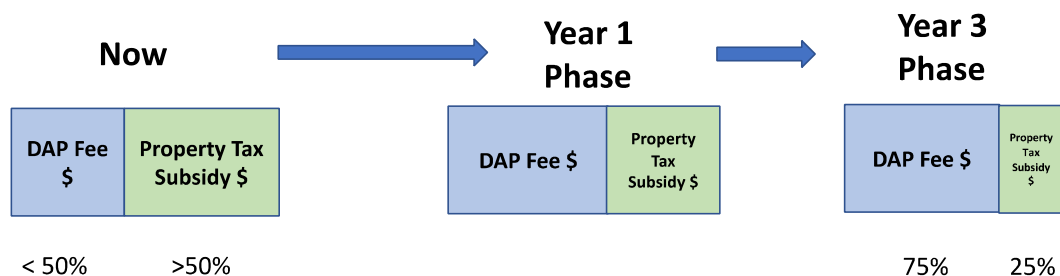 Now
Year 1
Phase
Year 3
Phase
DAP Fee
$
Property Tax
Subsidy $
DAP Fee $
Property
Tax
Subsidy $
DAP Fee $
Property
Tax
Subsidy
$
< 50%
>50%
75%
25%